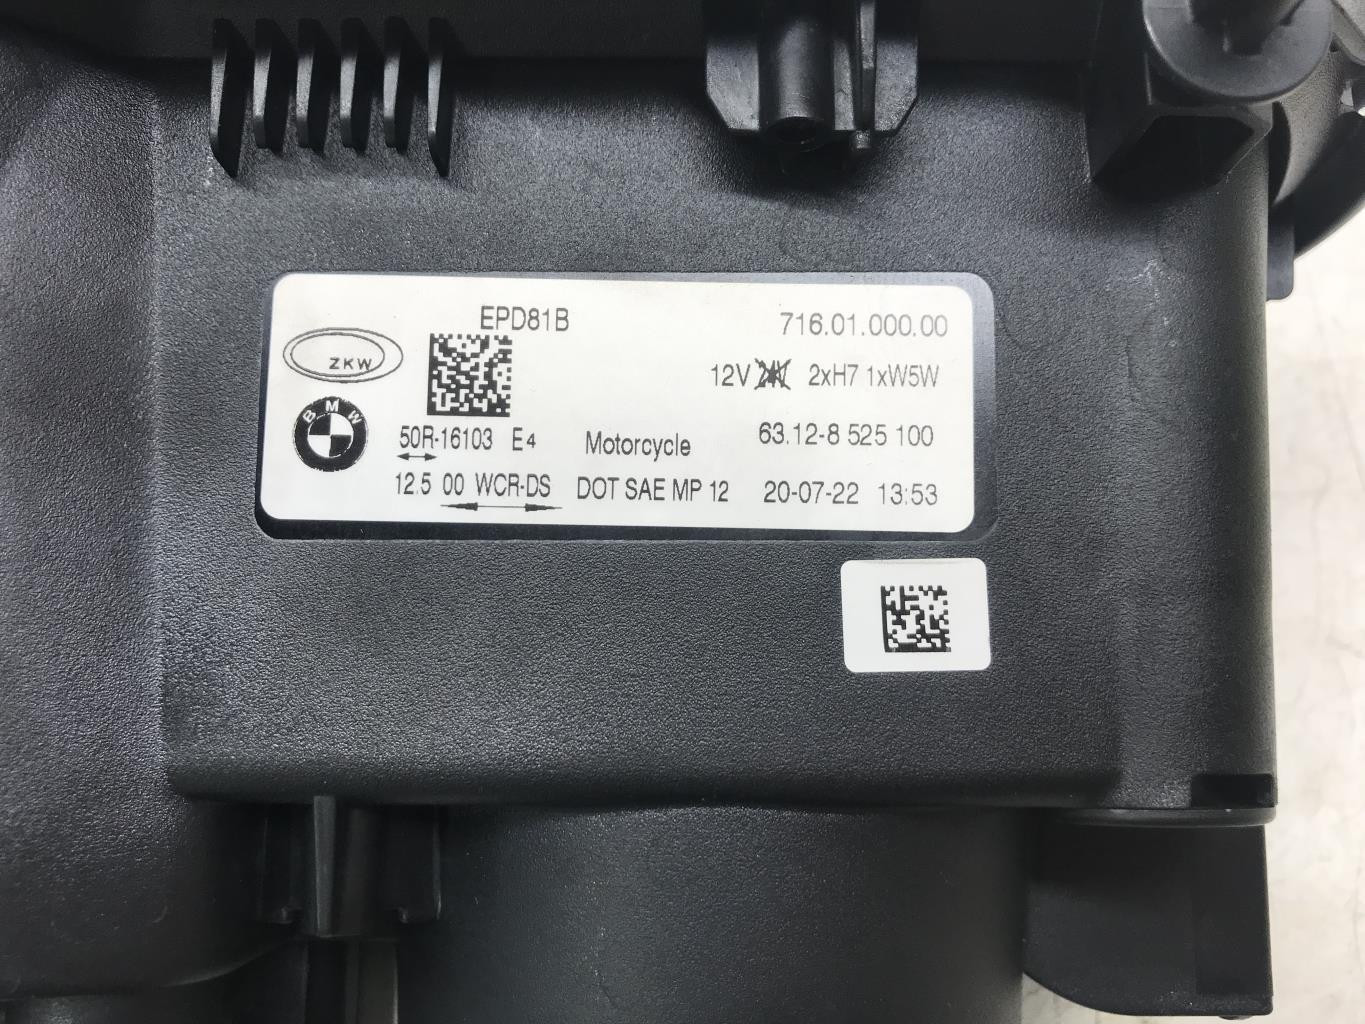 EPD81B 716.01.000.00
ZKW
12V 24V 2xH7 1xW5W
BMW
50R-16103 E4 Motorcycle 63.12-8 525 100
12.5 00 WCR-DS DOT SAE MP 12 20-07-22 13:53